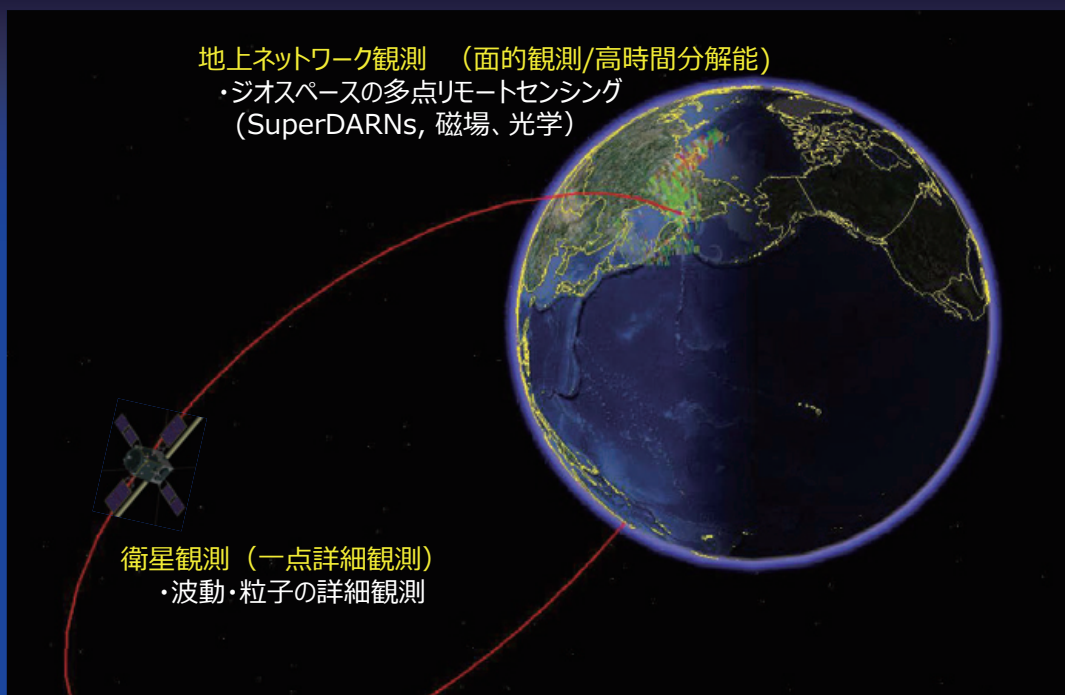 地上ネットワーク観測　（面的観測/高時間分解能)
・ジオスペースの多点リモートセンシング
(SuperDARNs, 磁場、光学）
衛星観測（一点詳細観測）
・波動・粒子の詳細観測